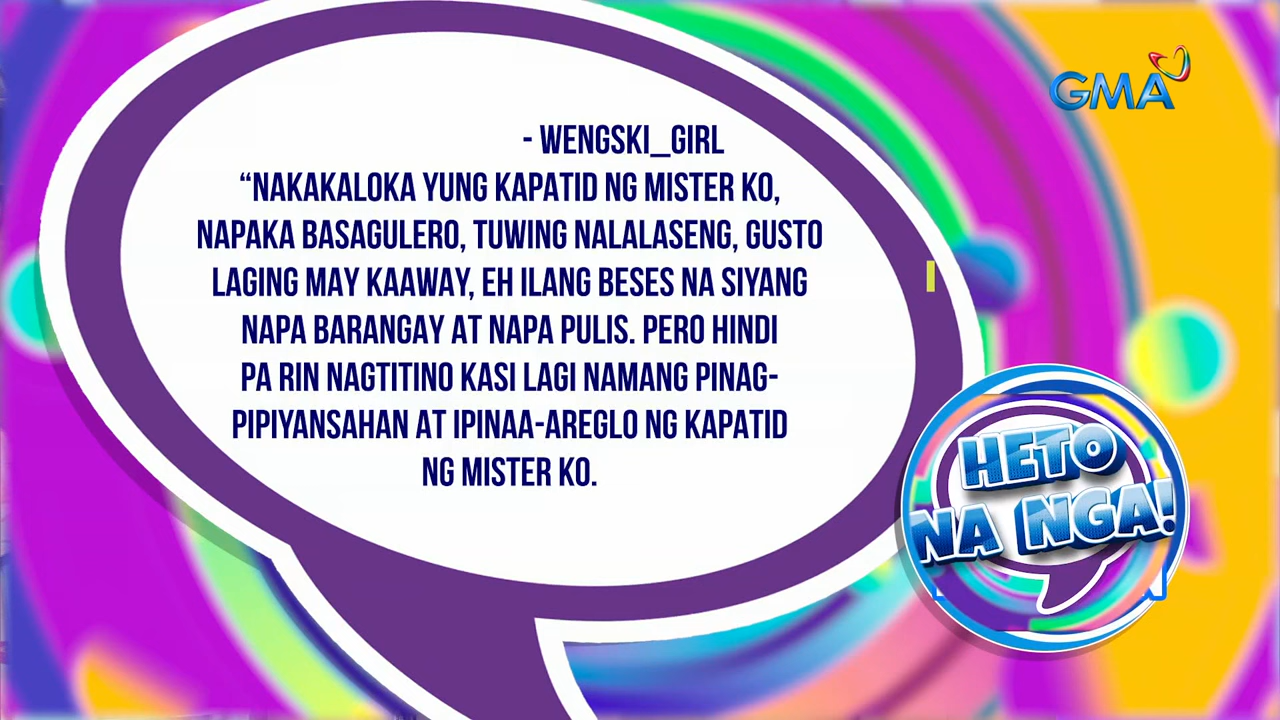 GMA
- WENGSKI_GIRL
“NAKAKALOKA YUNG KAPATID NG MISTER KO,
NAPAKA BASAGULERO, TUWING NALALASENG, GUSTO
LAGING MAY KAAWAY, EH ILANG BESES NA SIYANG
NAPA BARANGAY AT NAPA PULIS. PERO HINDI
PA RIN NAGTITINO KASI LAGI NAMANG PINAG-
PIPIYANSAHAN AT IPINAA-AREGLO NG KAPATID
NG MISTER KO.
HETO
NA NGA!